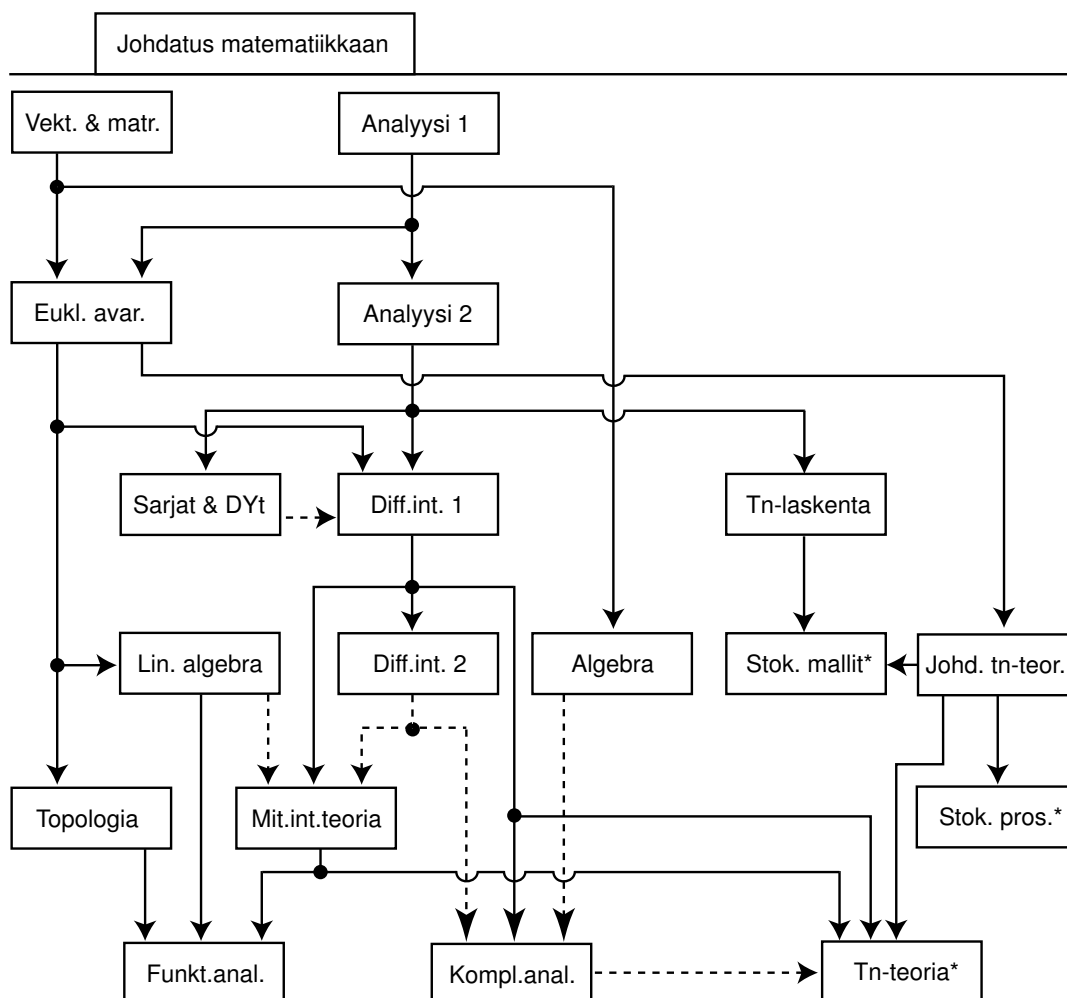 Johdatus matematiikkaan
Vekt. & matr.
Analyysi 1
Eukl. avar.
Analyysi 2
Sarjat & DYt
Diff.int. 1
Tn-laskenta
Lin. algebra
Diff.int. 2
Algebra
Stok. mallit*
Johd. tn-teor.
Topologia
Mit.int.teoria
Stok. pros.*
Funkt.anal.
Kompl.anal.
Tn-teoria*